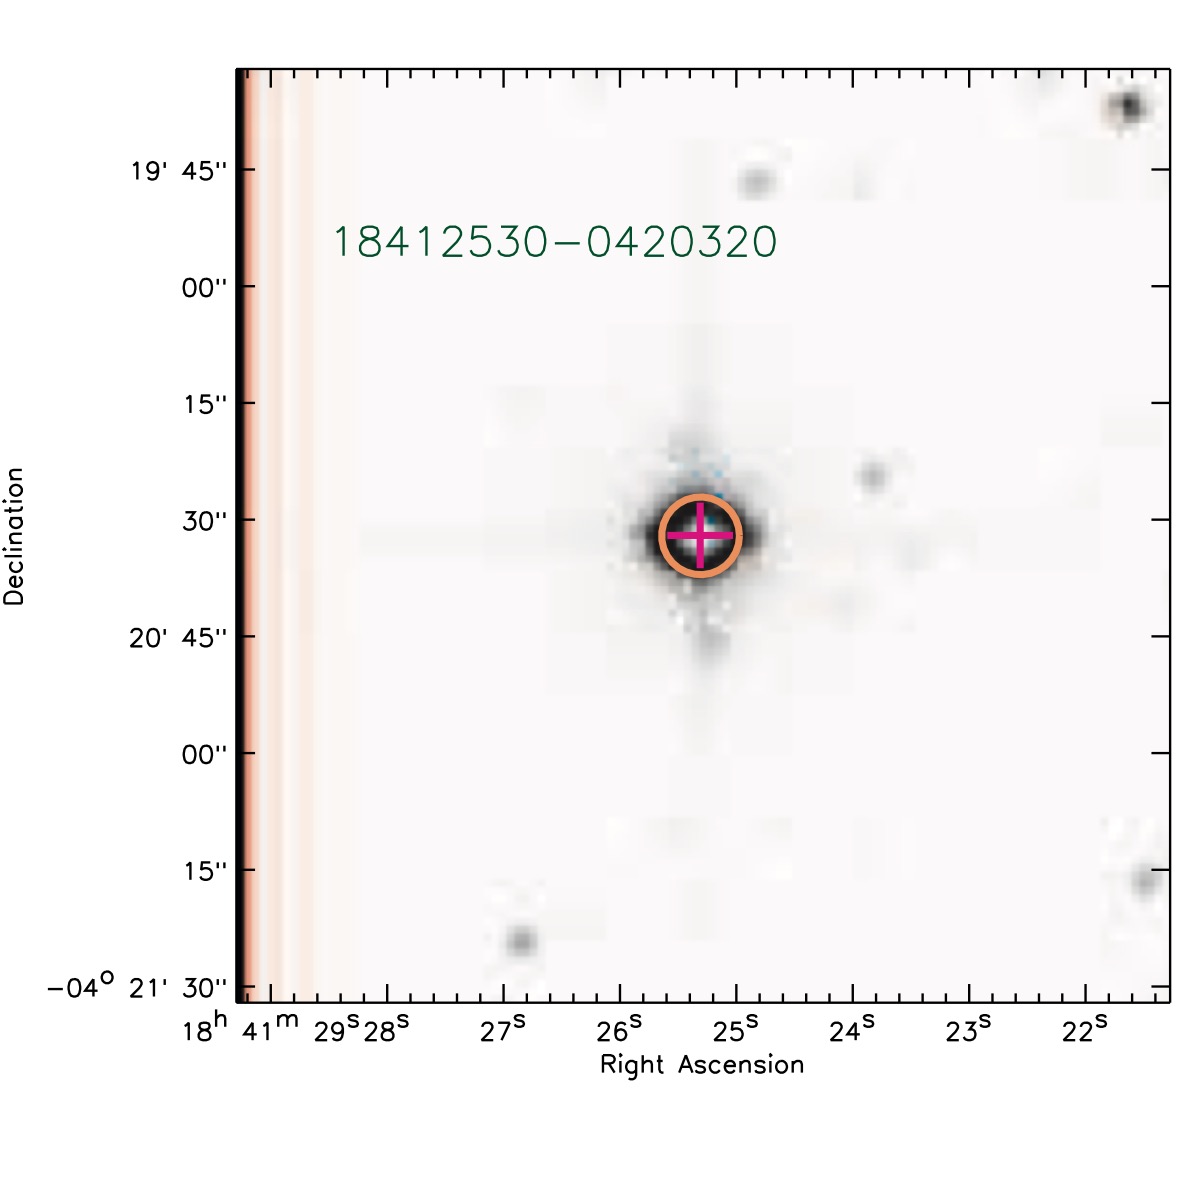 18412530−0420320
19' 45"
00"
15"
30"
20' 45"
00"
15"
−04° 21' 30"
Declination
18ʰ 41ᵐ 29ˢ 28ˢ 27ˢ 26ˢ 25ˢ 24ˢ 23ˢ 22ˢ
Right Ascension